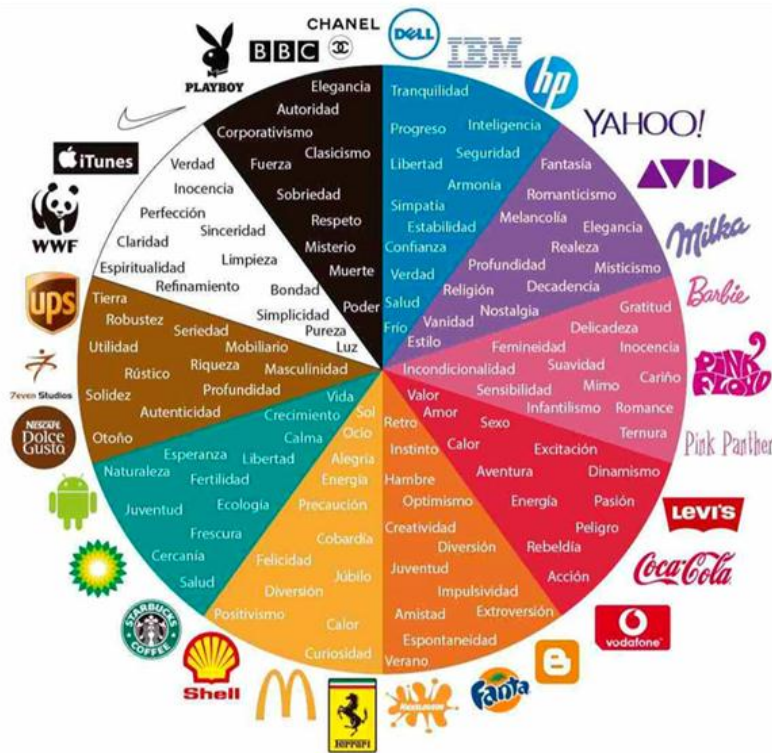 CHANEL
BBC
PLAYBOY
DELL
IBM
hp
YAHOO!
AVID
Milka
Barbie
PINK FLOYD
Pink Panther
LEVI'S
Coca-Cola
vodafone
Fanta
NICKELODEON
Ferrari
Shell
STARBUCKS
COFFEE
NESCAFÉ
Dolce
Gusto
7even Studios
ups
WWF
iTunes
Elegancia
Autoridad
Corporativismo
Clasicismo
Fuerza
Sobriedad
Respeto
Misterio
Muerte
Poder
Tranquilidad
Progreso
Inteligencia
Libertad
Seguridad
Armonía
Simpatia
Estabilidad
Confianza
Verdad
Salud
Frío
Fantasía
Romanticismo
Melancolía
Elegancia
Realeza
Profundidad
Misticismo
Religión
Decadencia
Nostalgia
Vanidad
Estilo
Gratitud
Delicadeza
Femineidad
Inocencia
Incondicionalidad
Suavidad
Cariño
Sensibilidad
Mimo
Infantilismo
Romance
Ternura
Valor
Amor
Sexo
Calor
Excitación
Aventura
Dinamismo
Energía
Pasión
Peligro
Rebeldía
Acción
Retro
Instinto
Hambre
Optimismo
Creatividad
Diversión
Juventud
Impulsividad
Amistad
Extroversión
Espontaneidad
Verano
Sol
Ocio
Alegría
Energía
Precaución
Cobardía
Felicidad
Júbilo
Diversión
Positivismo
Calor
Curiosidad
Vida
Crecimiento
Calma
Esperanza
Libertad
Naturaleza
Fertilidad
Juventud
Ecología
Frescura
Cercanía
Salud
Tierra
Robustez
Seriedad
Utilidad
Mobiliario
Riqueza
Rústico
Masculinidad
Profundidad
Solidez
Autenticidad
Otoño
Verdad
Inocencia
Perfección
Sinceridad
Claridad
Limpieza
Espiritualidad
Refinamiento
Bondad
Simplicidad
Pureza
Luz